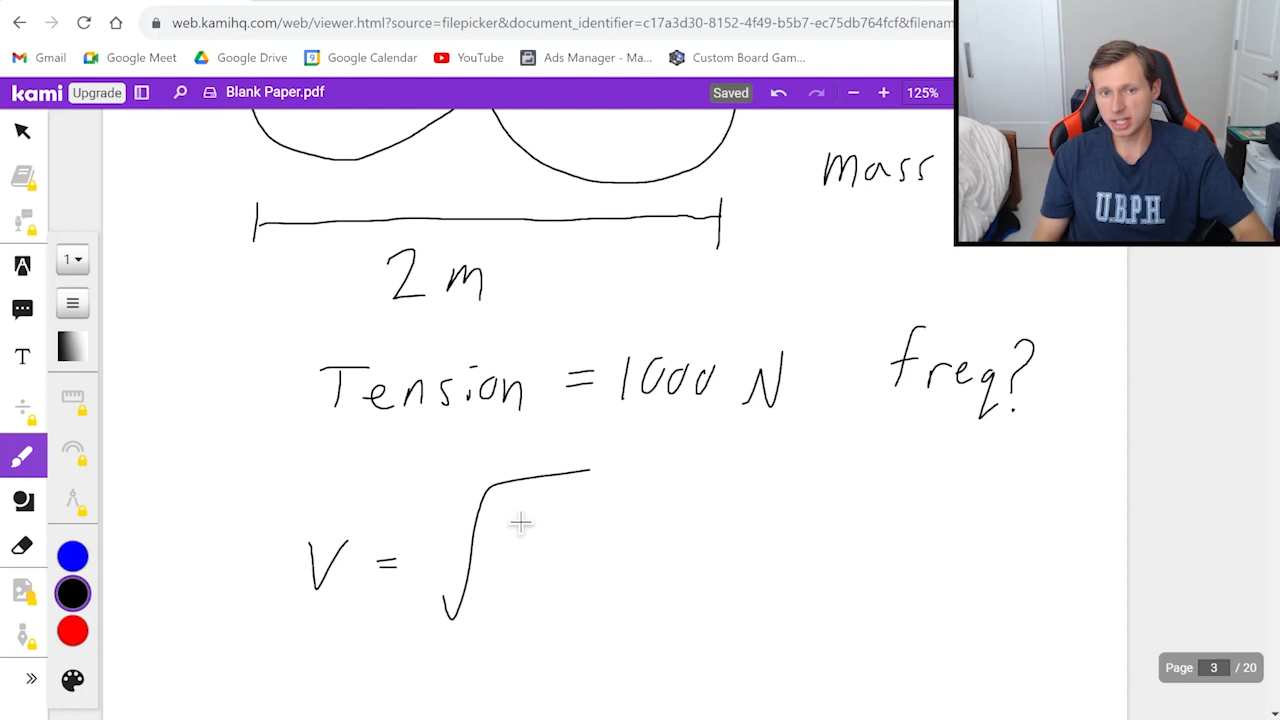 web.kamihq.com/web/viewer.html?source=filepicker&document_identifier=c17a3d30-8152-4f49-b5b7-ec75db764fcf&filenam
Gmail Google Meet Google Drive 9 Google Calendar YouTube Ads Manager - Ma... Custom Board Gam...
kami Upgrade Blank Paper.pdf Saved 125%
U.B.P.H.
mass
1
2 m
T
Tension = 1000 N freq?
V = √
Page 3 / 20